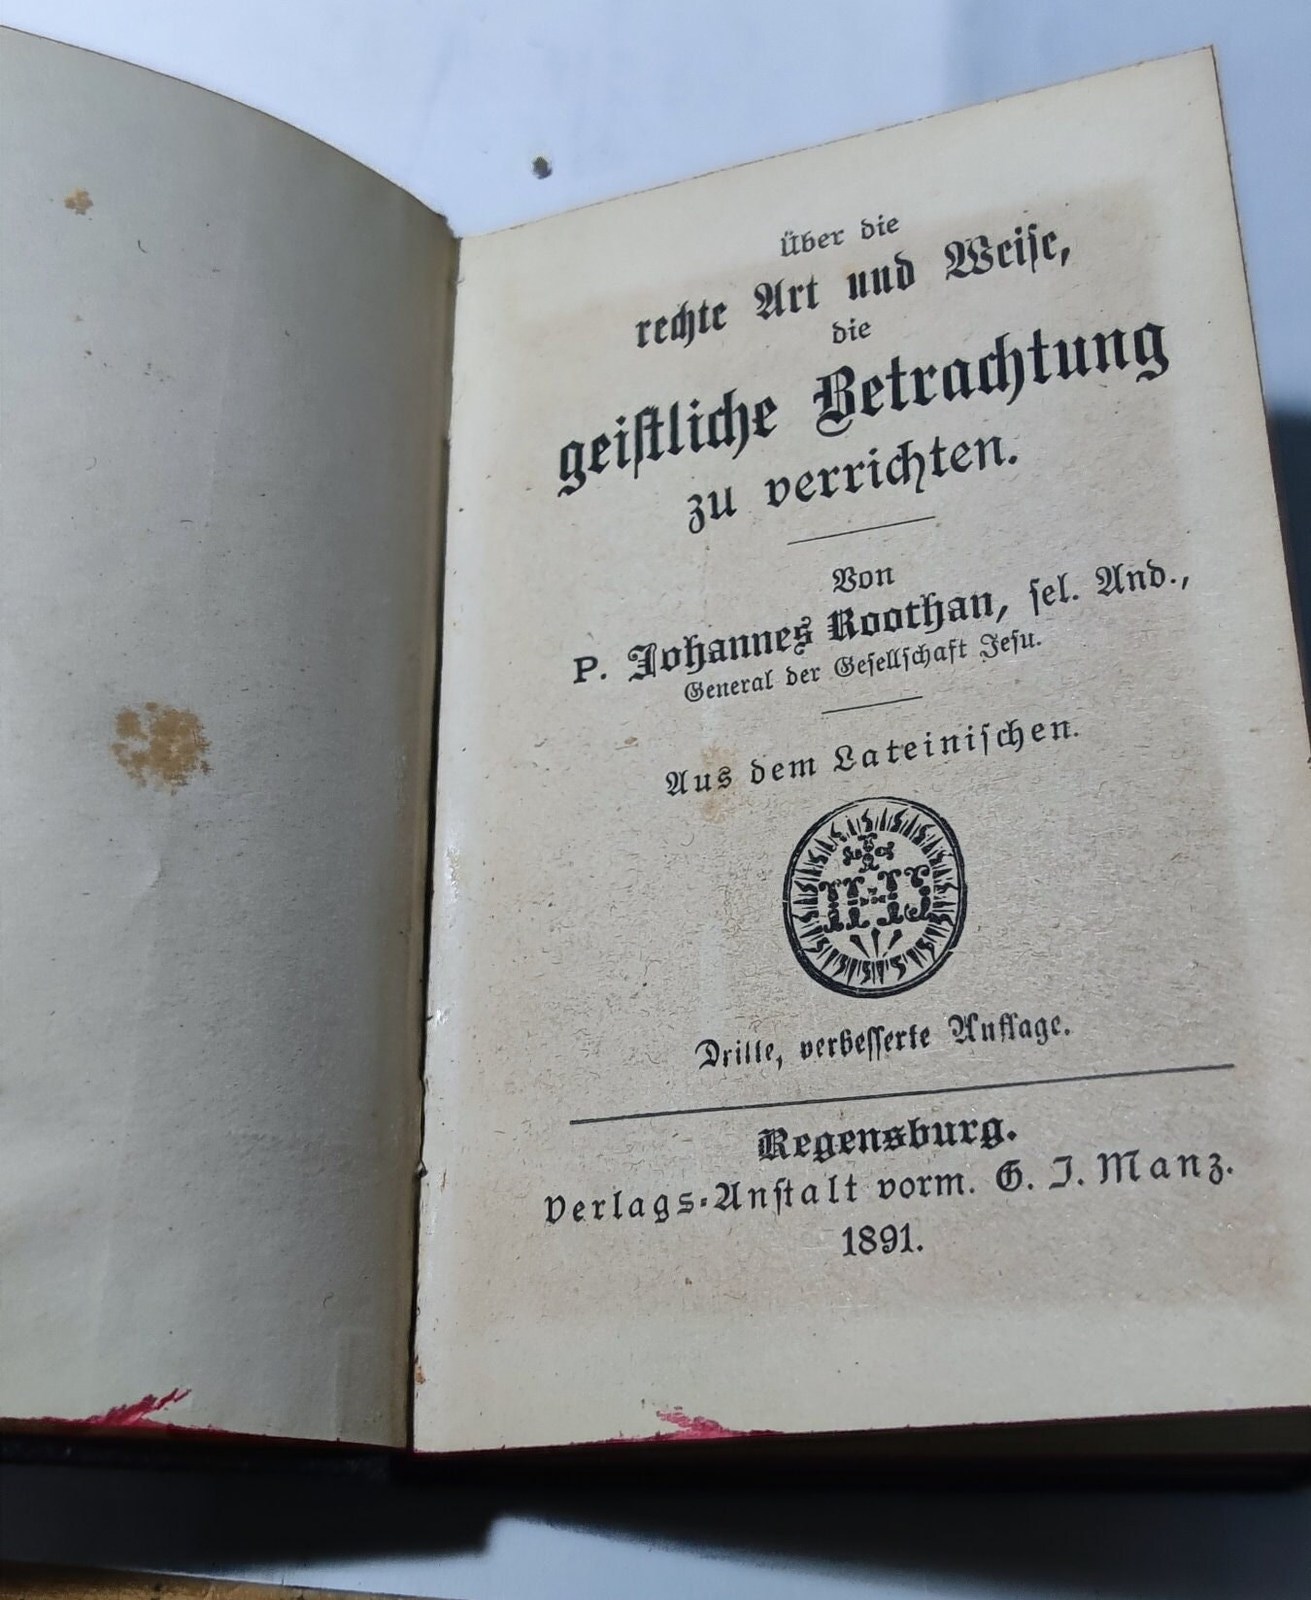 Über die
rechte Art und Weise,
die
geistliche Betrachtung
zu verrichten.
Von
P. Johannes Roothan, sel. And.,
General der Gesellschaft Jesu.
Aus dem Lateinischen.
IHS
Dritte, verbesserte Auflage.
Regensburg.
Verlags-Anstalt vorm. G. J. Manz.
1891.